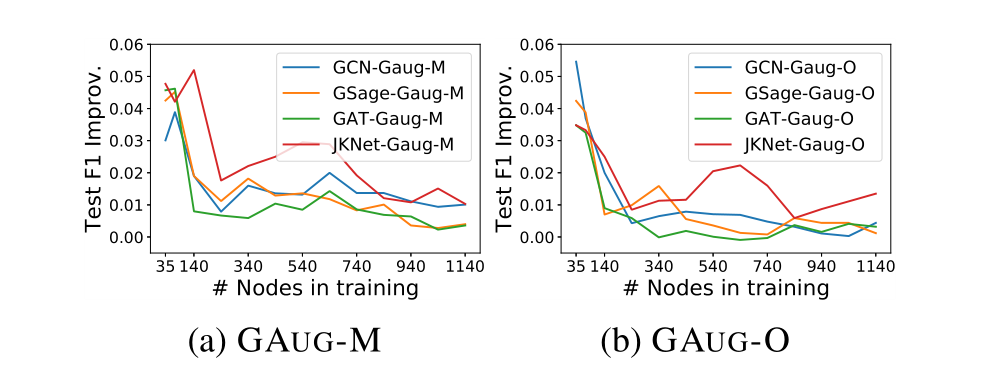 0.06
0.05
0.04
0.03
0.02
0.01
0.00
Test F1 Improv.
GCN-Gaug-M
GSage-Gaug-M
GAT-Gaug-M
JKNet-Gaug-M
35 140 340 540 740 940 1140
# Nodes in training
(a) GAUG-M
0.06
0.05
0.04
0.03
0.02
0.01
0.00
Test F1 Improv.
GCN-Gaug-O
GSage-Gaug-O
GAT-Gaug-O
JKNet-Gaug-O
35 140 340 540 740 940 1140
# Nodes in training
(b) GAUG-O